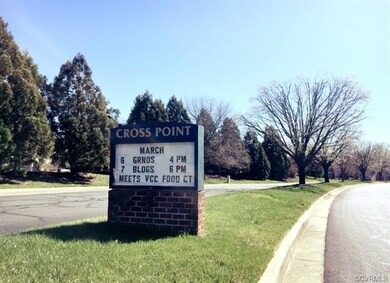 CROSS POINT
MARCH
6 GRNDS 4 PM
7 BLDGS 6 PM
MEETS VCC FOOD CT
©CVRMLS